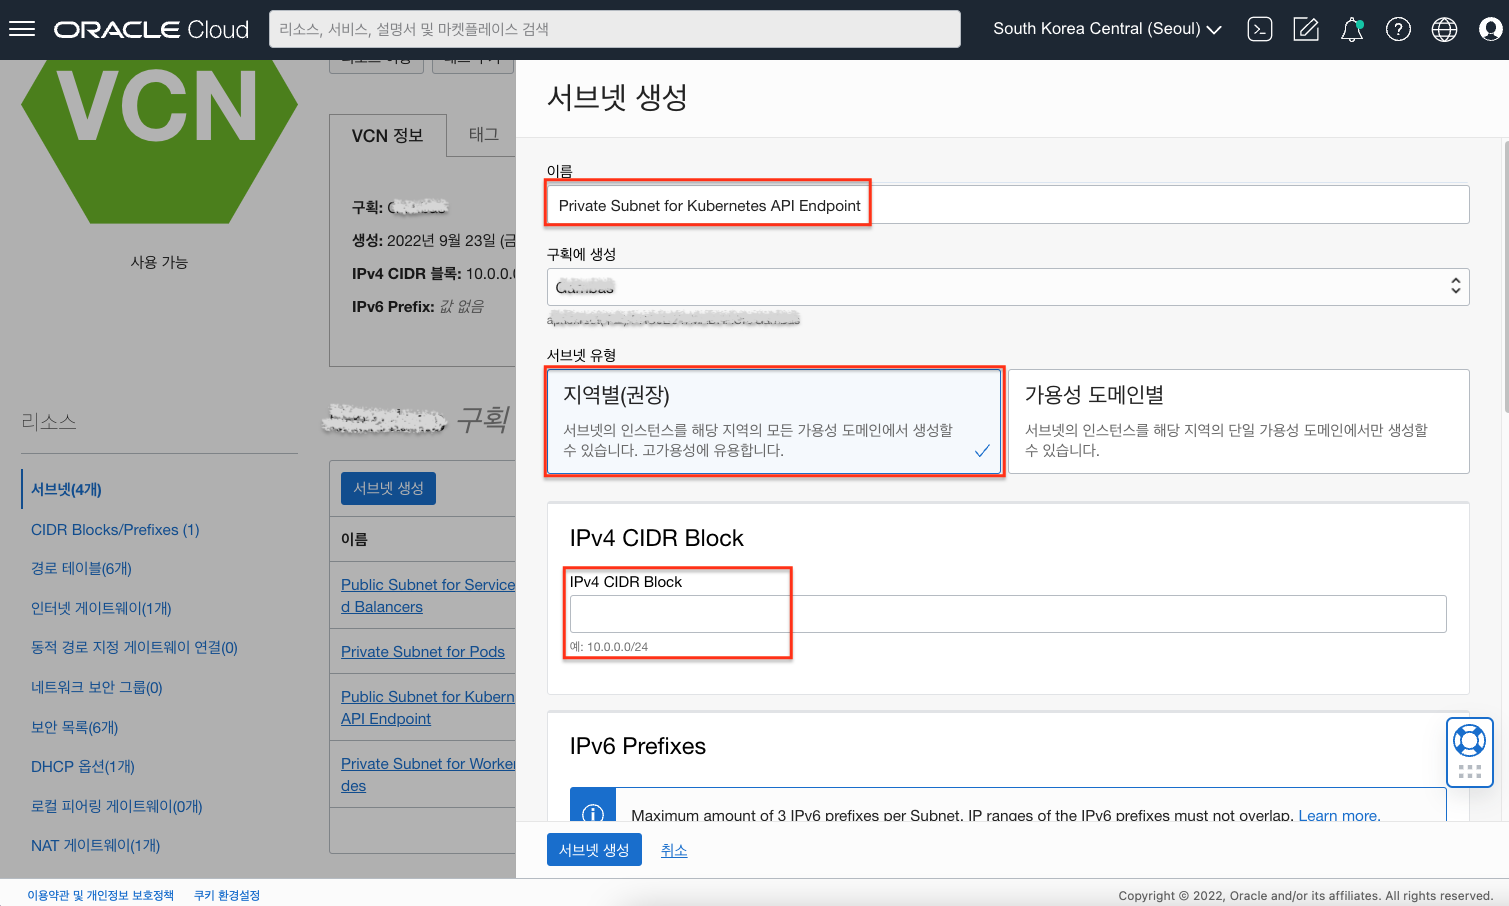 ORACLE Cloud
리소스, 서비스, 설명서 및 마켓플레이스 검색
South Korea Central (Seoul)
VCN
사용 가능
VCN 정보
태그
구획:
생성: 2022년 9월 23일 (금
IPv4 CIDR 블록: 10.0.0.
IPv6 Prefix: 값 없음
리소스
서브넷(4개)
CIDR Blocks/Prefixes (1)
경로 테이블(6개)
인터넷 게이트웨이(1개)
동적 경로 지정 게이트웨이 연결(0)
네트워크 보안 그룹(0)
보안 목록(6개)
DHCP 옵션(1개)
로컬 피어링 게이트웨이(0개)
NAT 게이트웨이(1개)
구획
서브넷 생성
이름
Public Subnet for Service
d Balancers
Private Subnet for Pods
Public Subnet for Kubern
API Endpoint
Private Subnet for Worker
des
서브넷 생성
이름
Private Subnet for Kubernetes API Endpoint
구획에 생성
서브넷 유형
지역별(권장)
서브넷의 인스턴스를 해당 지역의 모든 가용성 도메인에서 생성할
수 있습니다. 고가용성에 유용합니다.
가용성 도메인별
서브넷의 인스턴스를 해당 지역의 단일 가용성 도메인에서만 생성할
수 있습니다.
IPv4 CIDR Block
IPv4 CIDR Block
예: 10.0.0.0/24
IPv6 Prefixes
Maximum amount of 3 IPv6 prefixes per Subnet. IP ranges of the IPv6 prefixes must not overlap. Learn more.
서브넷 생성
취소
이용약관 및 개인정보 보호정책
쿠키 환경설정
Copyright © 2022, Oracle and/or its affiliates. All rights reserved.